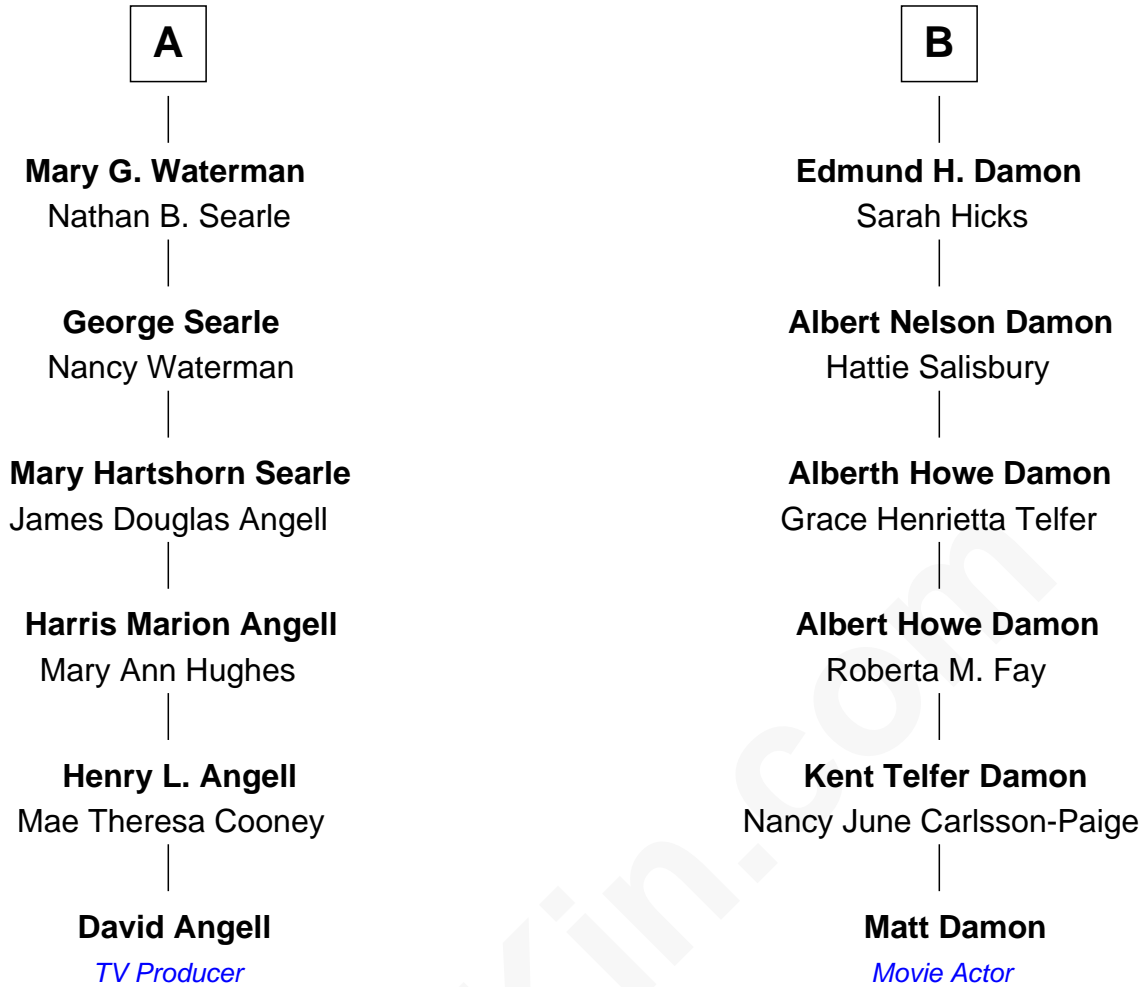 A
Mary G. Waterman
Nathan B. Searle
George Searle
Nancy Waterman
Mary Hartshorn Searle
James Douglas Angell
Harris Marion Angell
Mary Ann Hughes
Henry L. Angell
Mae Theresa Cooney
David Angell
TV Producer
B
Edmund H. Damon
Sarah Hicks
Albert Nelson Damon
Hattie Salisbury
Alberth Howe Damon
Grace Henrietta Telfer
Albert Howe Damon
Roberta M. Fay
Kent Telfer Damon
Nancy June Carlsson-Paige
Matt Damon
Movie Actor
Kin.com